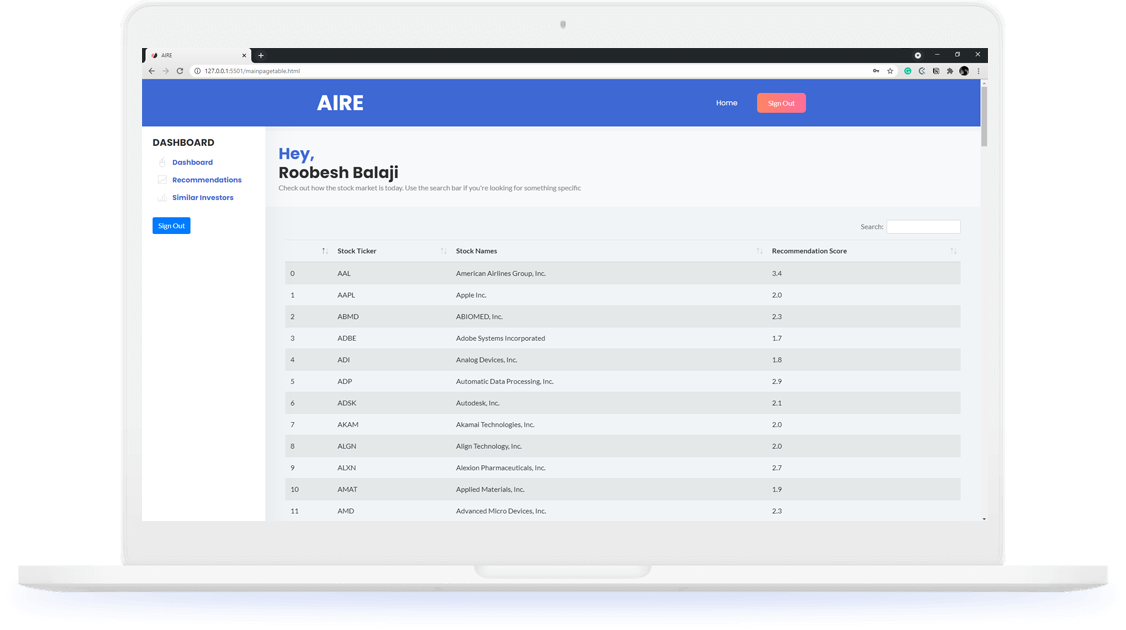 AIRE
127.0.0.1:5501/mainpagetable.html
AIRE
Home
Sign Out
DASHBOARD
Dashboard
Recommendations
Similar Investors
Sign Out
Hey,
Roobesh Balaji
Check out how the stock market is today. Use the search bar if you're looking for something specific
Search:
Stock Ticker Stock Names Recommendation Score
0 AAL American Airlines Group, Inc. 3.4
1 AAPL Apple Inc. 2.0
2 ABMD ABIOMED, Inc. 2.3
3 ADBE Adobe Systems Incorporated 1.7
4 ADI Analog Devices, Inc. 1.8
5 ADP Automatic Data Processing, Inc. 2.9
6 ADSK Autodesk, Inc. 2.1
7 AKAM Akamai Technologies, Inc. 2.0
8 ALGN Align Technology, Inc. 2.0
9 ALXN Alexion Pharmaceuticals, Inc. 2.7
10 AMAT Applied Materials, Inc. 1.9
11 AMD Advanced Micro Devices, Inc. 2.3